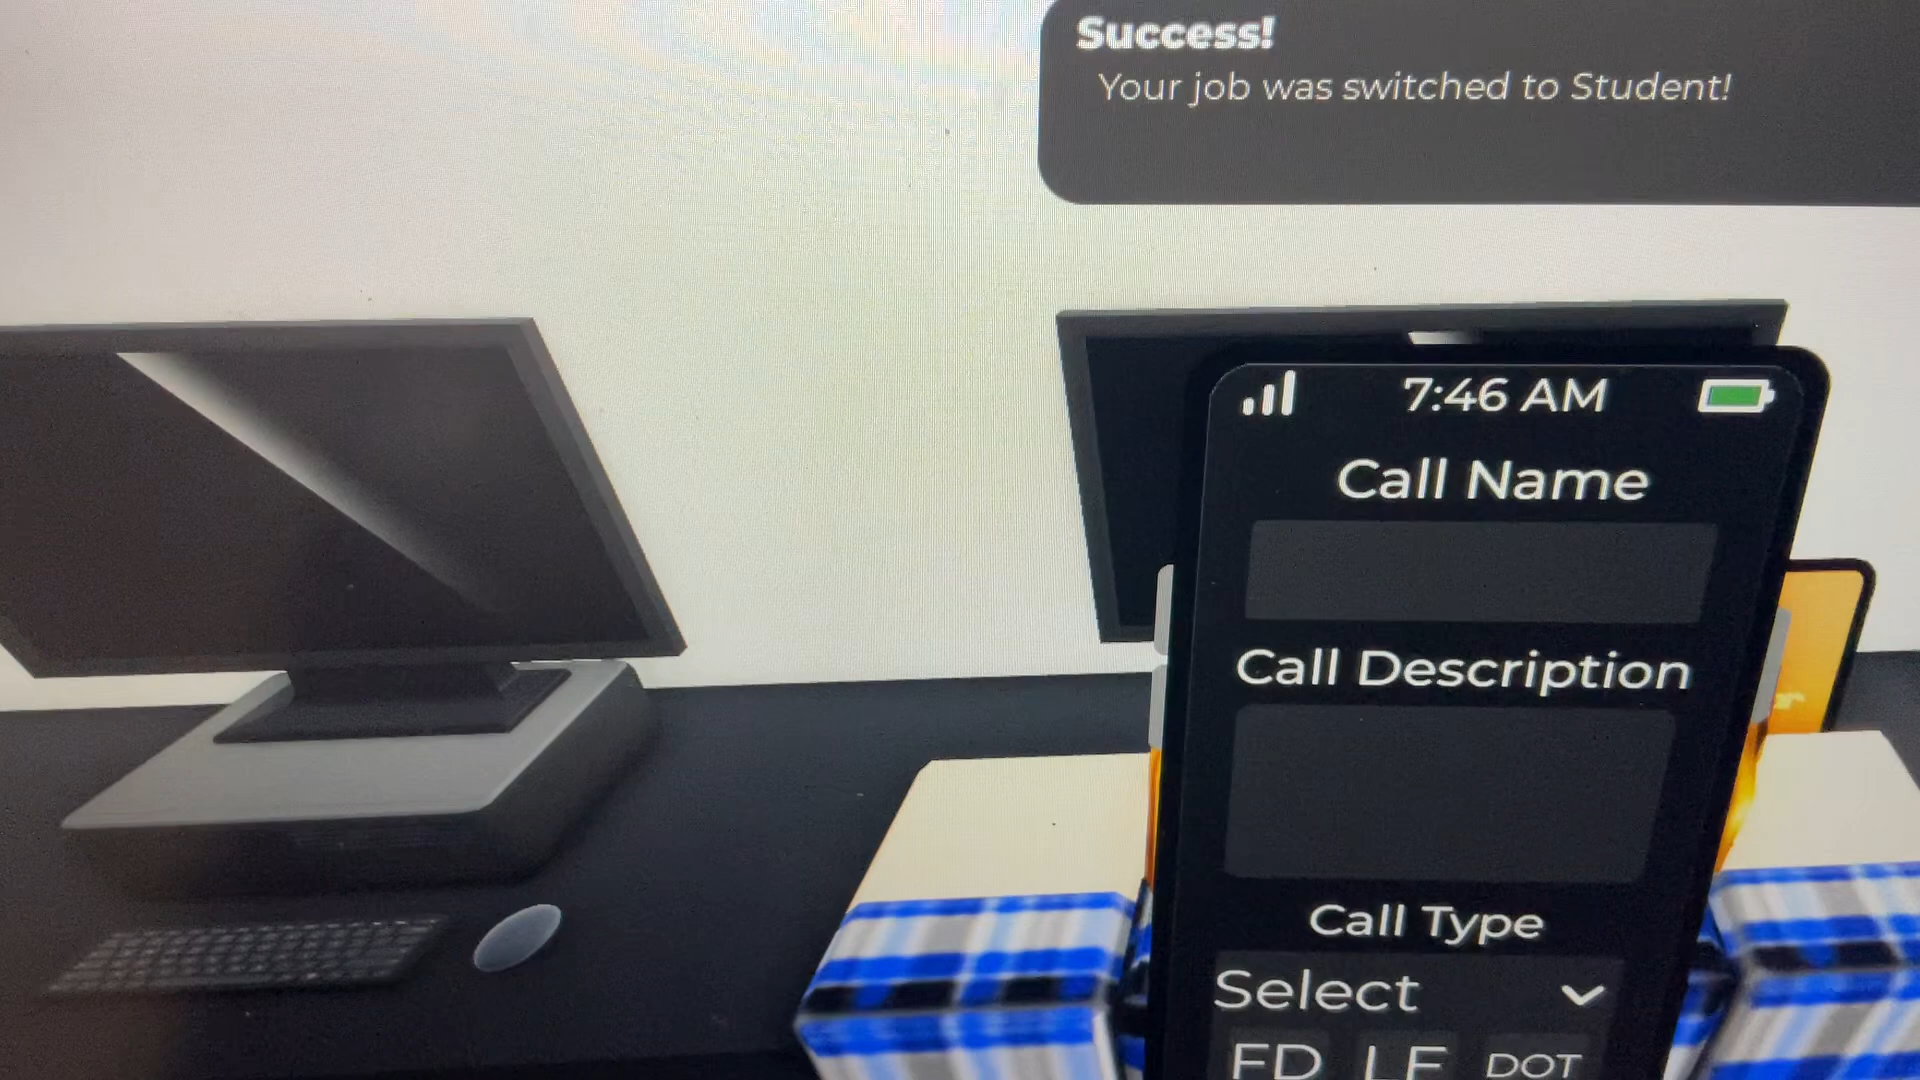 Success!
Your job was switched to Student!
7:46 AM
Call Name
Call Description
Call Type
Select
FD LE DOT